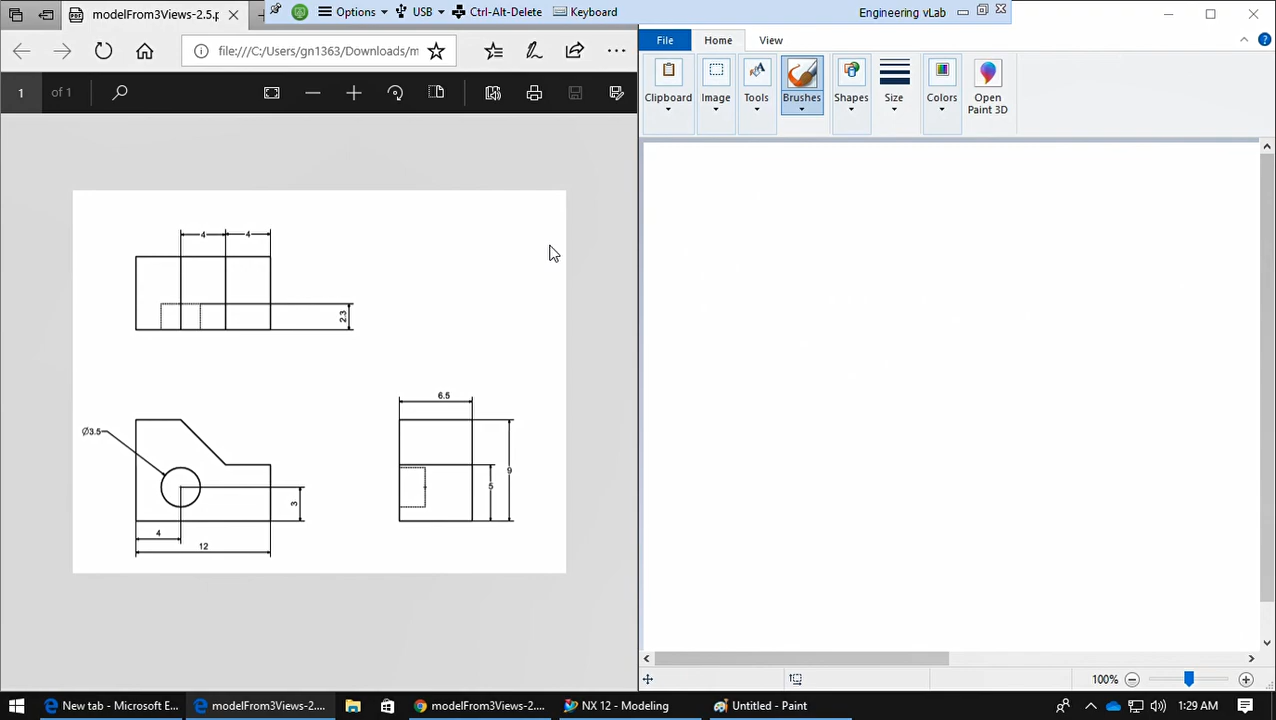 modelFrom3Views-2.5.p
Options
USB
Ctrl-Alt-Delete
Keyboard
Engineering vLab
file:///C:/Users/gn1363/Downloads/m
1
of 1
File
Home
View
Clipboard
Image
Tools
Brushes
Shapes
Size
Colors
Open
Paint 3D
4
4
2.3
6.5
Ø3.5
9
5
3
4
12
100%
New tab - Microsoft E...
modelFrom3Views-2....
modelFrom3Views-2....
NX 12 - Modeling
Untitled - Paint
1:29 AM